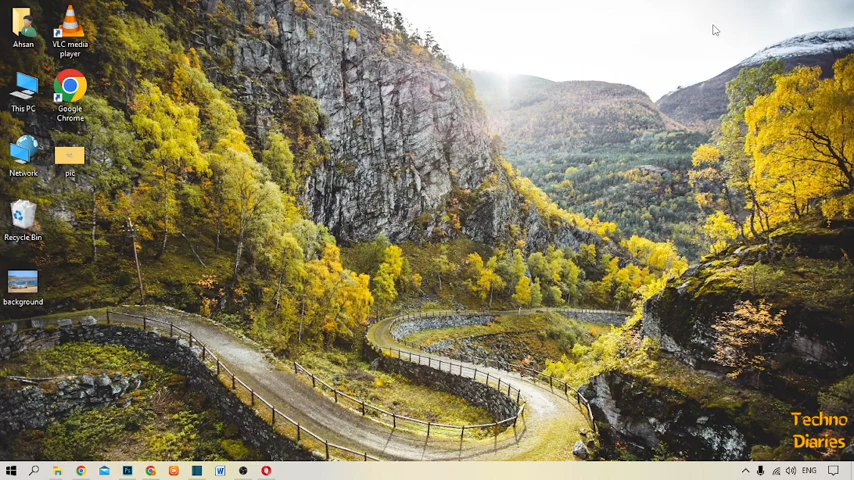 Ahsan
VLC media
player
This PC
Google
Chrome
Network
pic
Recycle Bin
background
Techno
Diaries
ENG